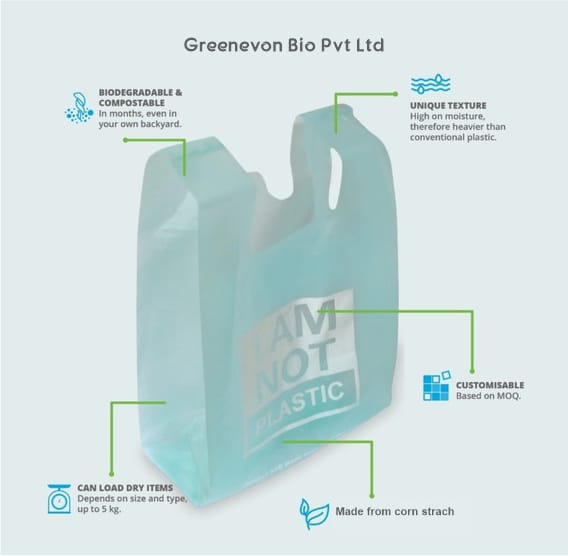 Greenevon Bio Pvt Ltd
BIODEGRADABLE &
COMPOSTABLE
In months, even in
your own backyard.
UNIQUE TEXTURE
High on moisture,
therefore heavier than
conventional plastic.
I AM
NOT
PLASTIC
CUSTOMISABLE
Based on MOQ.
CAN LOAD DRY ITEMS
Depends on size and type,
up to 5 kg.
Made from corn strach